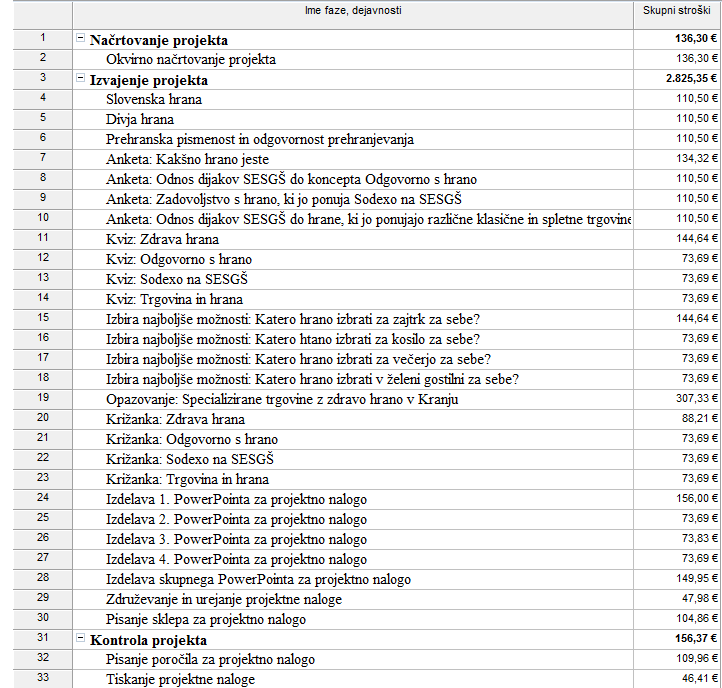 Ime faze, dejavnosti Skupni stroški
1 Načrtovanje projekta 136,30 €
2 Okvirno načrtovanje projekta 136,30 €
3 Izvajenje projekta 2.825,35 €
4 Slovenska hrana 110,50 €
5 Divja hrana 110,50 €
6 Prehranska pismenost in odgovornost prehranjevanja 110,50 €
7 Anketa: Kakšno hrano jeste 134,32 €
8 Anketa: Odnos dijakov SESGŠ do koncepta Odgovorno s hrano 110,50 €
9 Anketa: Zadovoljstvo s hrano, ki jo ponuja Sodexo na SESGŠ 110,50 €
10 Anketa: Odnos dijakov SESGŠ do hrane, ki jo ponujajo različne klasične in spletne trgovine 110,50 €
11 Kviz: Zdrava hrana 144,64 €
12 Kviz: Odgovorno s hrano 73,69 €
13 Kviz: Sodexo na SESGŠ 73,69 €
14 Kviz: Trgovina in hrana 73,69 €
15 Izbira najboljše možnosti: Katero hrano izbrati za zajtrk za sebe? 144,64 €
16 Izbira najboljše možnosti: Katero htano izbrati za kosilo za sebe? 73,69 €
17 Izbira najboljše možnosti: Katero hrano izbrati za večerjo za sebe? 73,69 €
18 Izbira najboljše možnosti: Katero hrano izbrati v želeni gostilni za sebe? 73,69 €
19 Opazovanje: Specializirane trgovine z zdravo hrano v Kranju 307,33 €
20 Križanka: Zdrava hrana 88,21 €
21 Križanka: Odgovorno s hrano 73,69 €
22 Križanka: Sodexo na SESGŠ 73,69 €
23 Križanka: Trgovina in hrana 73,69 €
24 Izdelava 1. PowerPointa za projektno nalogo 156,00 €
25 Izdelava 2. PowerPointa za projektno nalogo 73,69 €
26 Izdelava 3. PowerPointa za projektno nalogo 73,83 €
27 Izdelava 4. PowerPointa za projektno nalogo 73,69 €
28 Izdelava skupnega PowerPointa za projektno nalogo 149,95 €
29 Združevanje in urejanje projektne naloge 47,98 €
30 Pisanje sklepa za projektno nalogo 104,86 €
31 Kontrola projekta 156,37 €
32 Pisanje poročila za projektno nalogo 109,96 €
33 Tiskanje projektne naloge 46,41 €